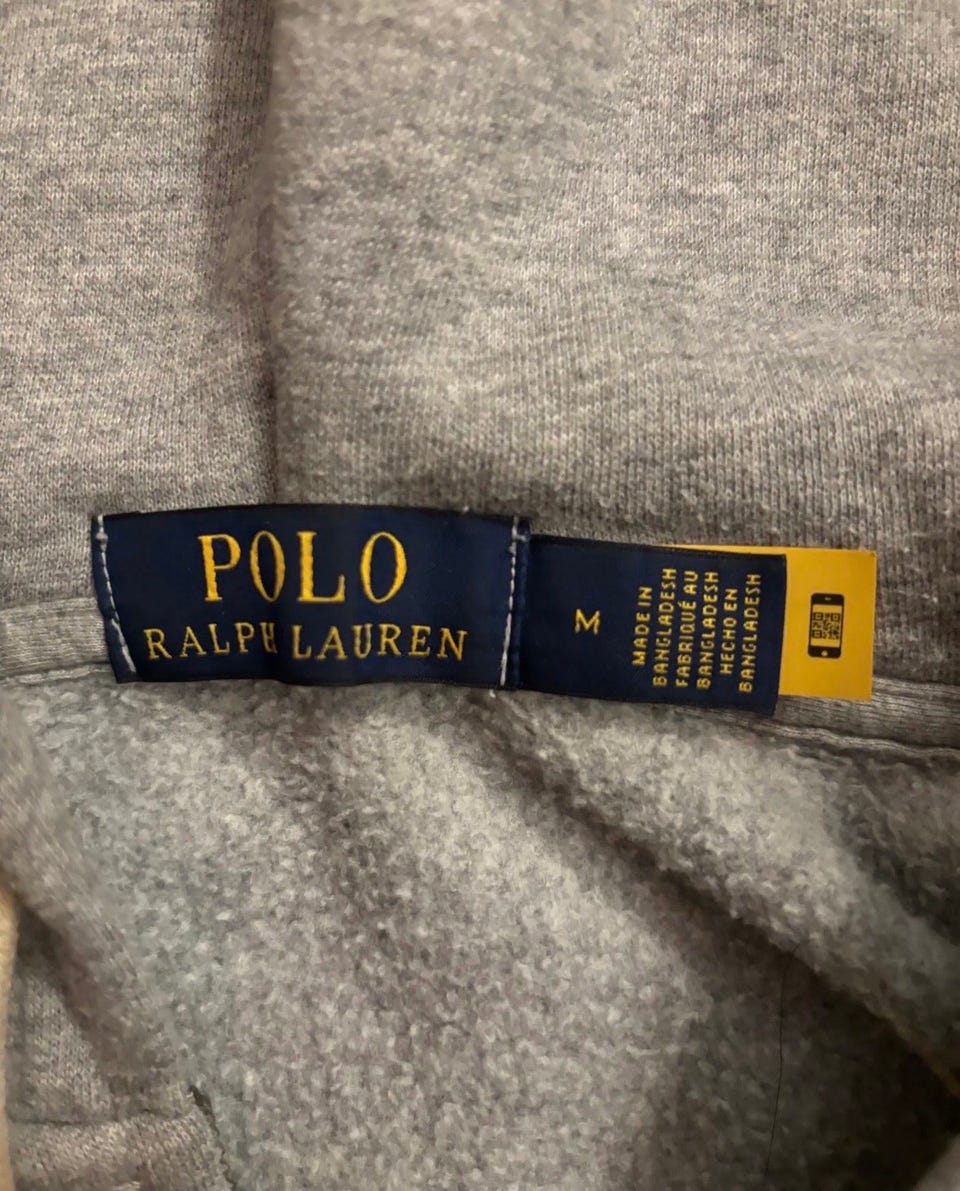 POLO
RALPH LAUREN
M
MADE IN
BANGLADESH
FABRIQUÉ AU
BANGLADESH
HECHO EN
BANGLADESH